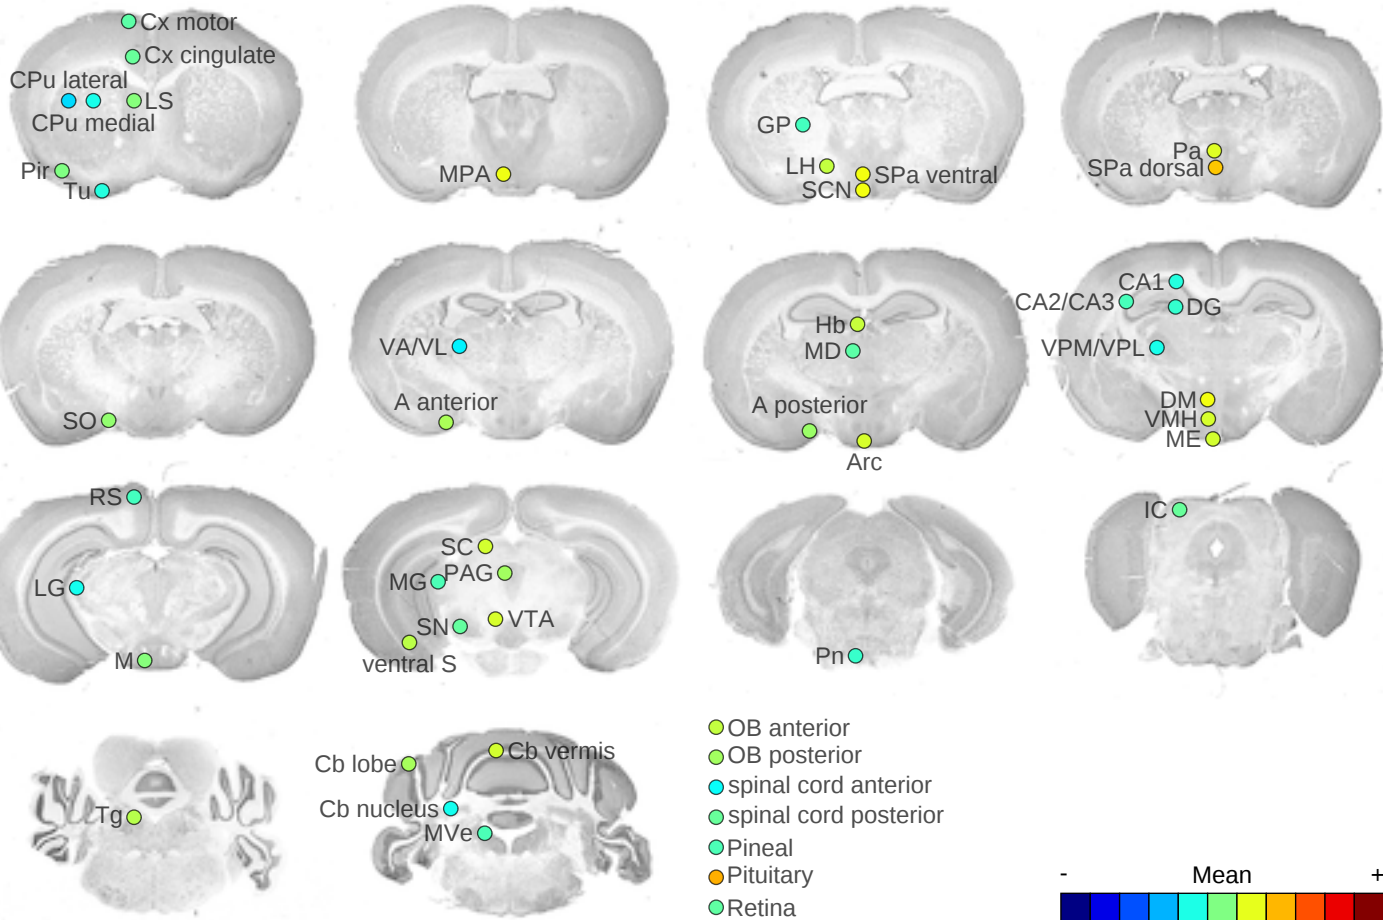 Cx motor
Cx cingulate
CPu lateral
LS
CPu medial
Pir
Tu
MPA
GP
LH
SPa ventral
SCN
Pa
SPa dorsal
SO
VA/VL
A anterior
Hb
MD
A posterior
Arc
CA1
CA2/CA3
DG
VPM/VPL
DM
VMH
ME
RS
LG
M
SC
PAG
MG
VTA
SN
ventral S
Pn
IC
Tg
Cb vermis
Cb lobe
Cb nucleus
MVe
OB anterior
OB posterior
spinal cord anterior
spinal cord posterior
Pineal
Pituitary
Retina
- Mean +